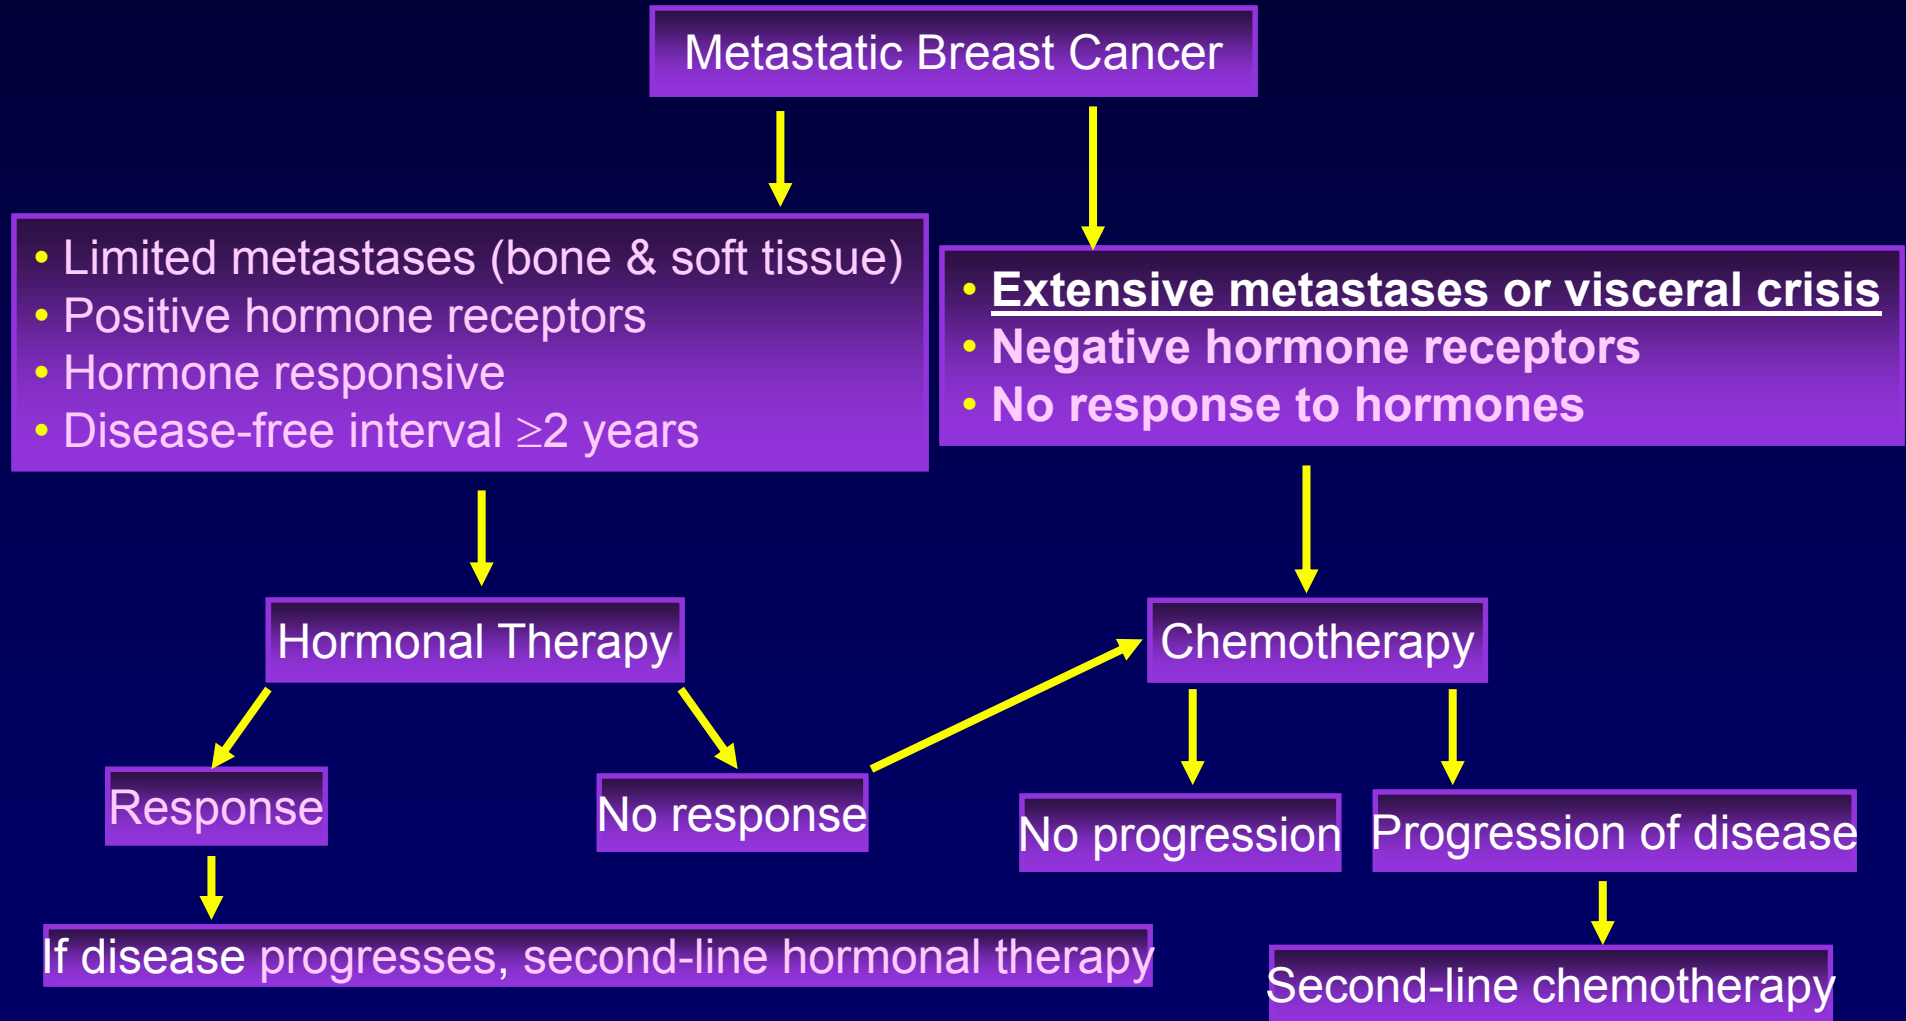 Metastatic Breast Cancer
• Limited metastases (bone & soft tissue)
• Positive hormone receptors
• Hormone responsive
• Disease-free interval ≥2 years
• Extensive metastases or visceral crisis
• Negative hormone receptors
• No response to hormones
Hormonal Therapy
Chemotherapy
Response
No response
No progression
Progression of disease
If disease progresses, second-line hormonal therapy
Second-line chemotherapy